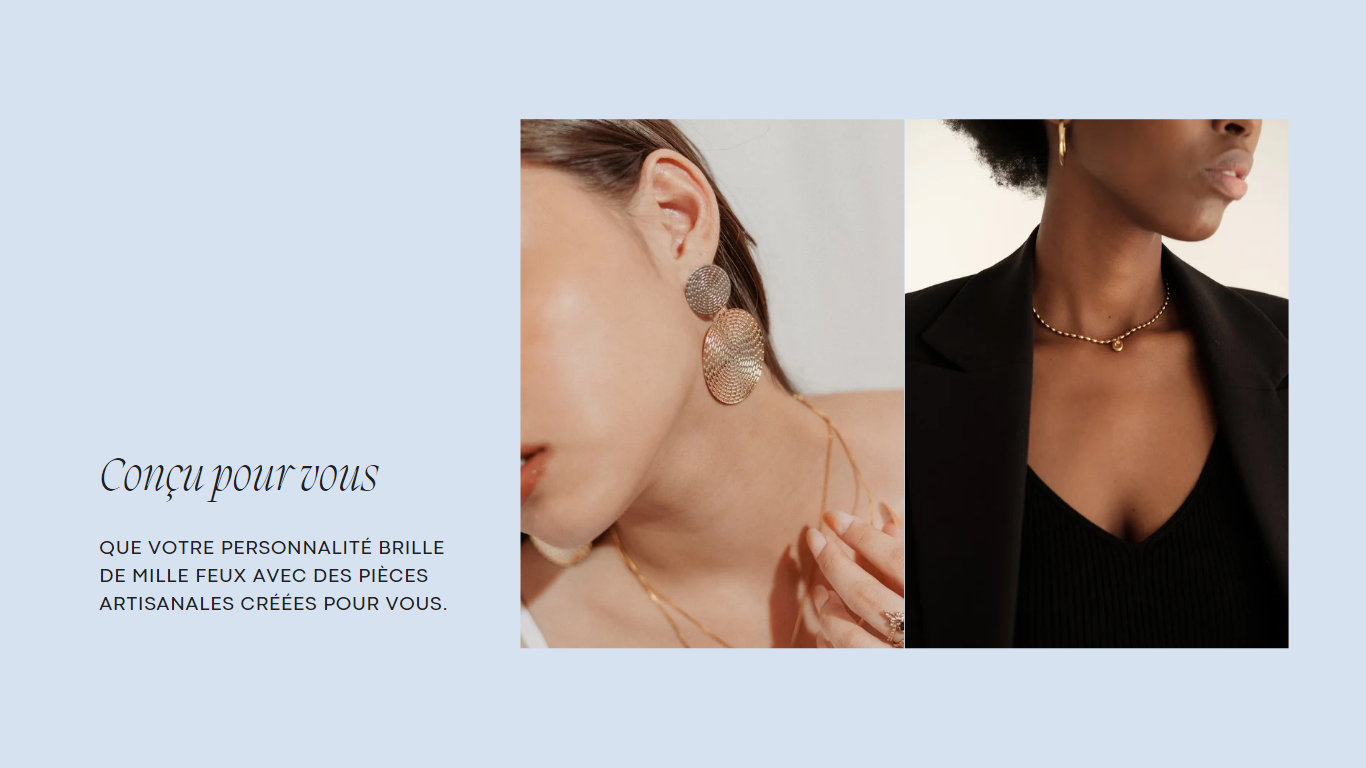 Conçu pour vous
QUE VOTRE PERSONNALITÉ BRILLE
DE MILLE FEUX AVEC DES PIÈCES
ARTISANALES CRÉÉES POUR VOUS.